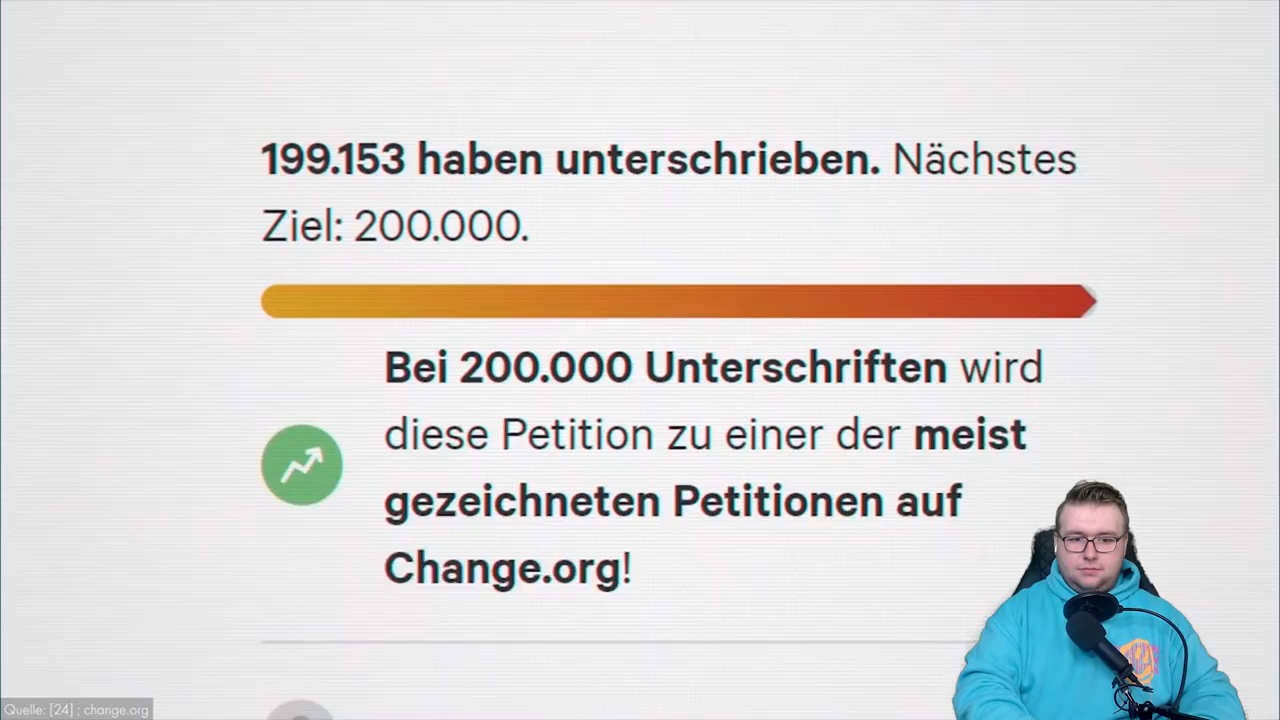 199.153 haben unterschrieben. Nächstes
Ziel: 200.000.
Bei 200.000 Unterschriften wird
diese Petition zu einer der meist
gezeichneten Petitionen auf
Change.org!
Quelle: [24] ; change.org